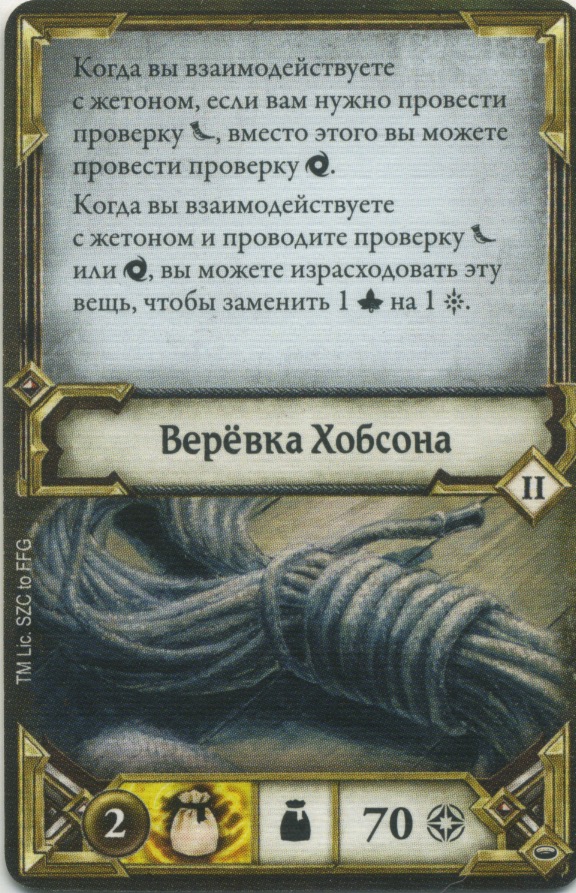 Когда вы взаимодействуете
с жетоном, если вам нужно провести
проверку , вместо этого вы можете
провести проверку .
Когда вы взаимодействуете
с жетоном и проводите проверку
или , вы можете израсходовать эту
вещь, чтобы заменить 1 на 1 .
Верёвка Хобсона
II
TM Lic. SZC to FFG
2
70